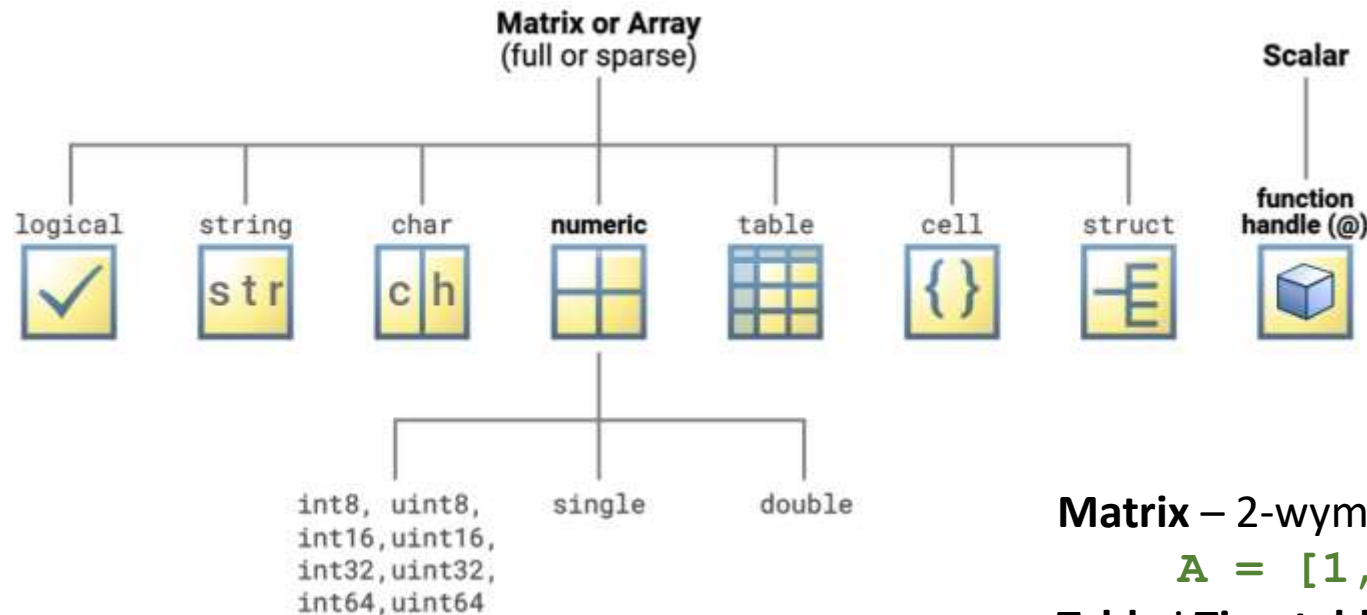 Matrix or Array
(full or sparse)
Scalar
logical
string
char
numeric
table
cell
struct
function
handle (@)
str
ch
{ }
int8, uint8,
int16,uint16,
int32,uint32,
int64,uint64
single
double
Matrix – 2-wym
A = [1,